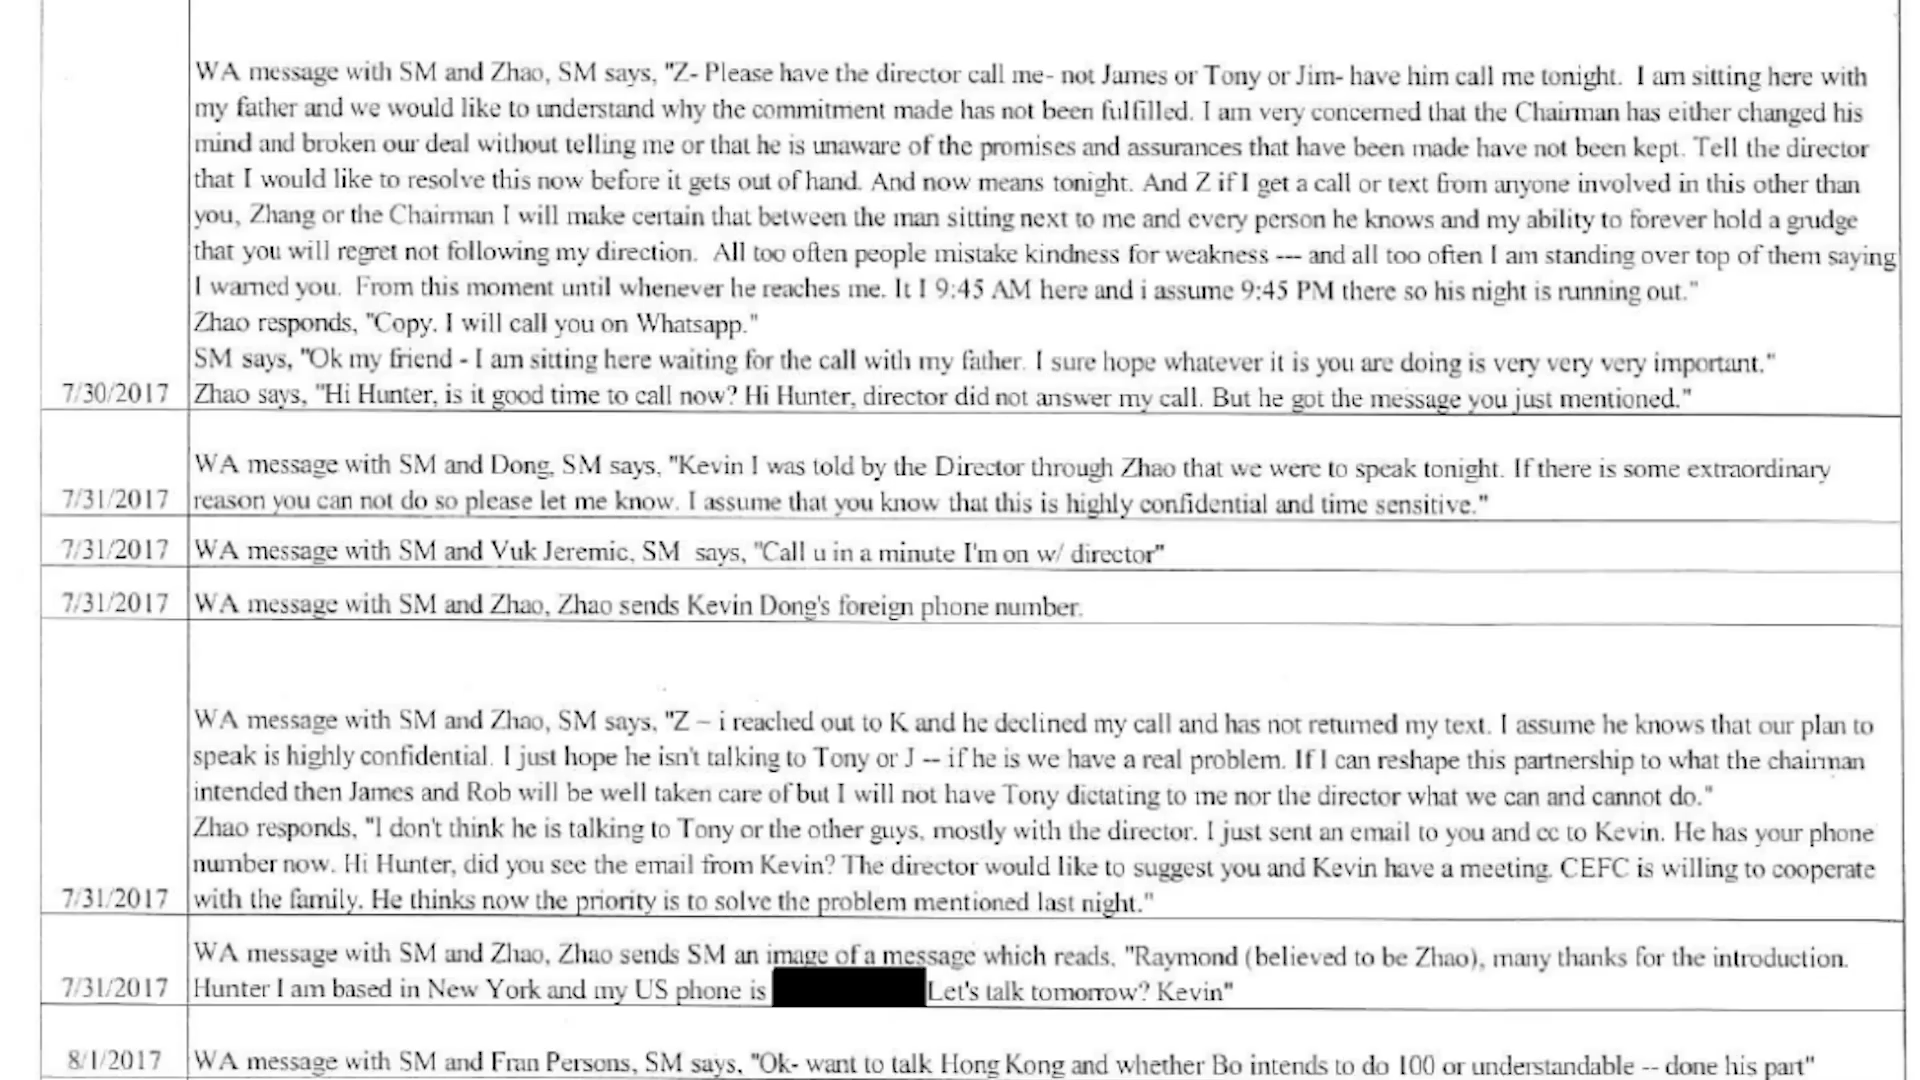 WA message with SM and Zhao, SM says, "Z- Please have the director call me- not James or Tony or Jim- have him call me tonight.  I am sitting here with
my father and we would like to understand why the commitment made has not been fulfilled. I am very concerned that the Chairman has either changed his
mind and broken our deal without telling me or that he is unaware of the promises and assurances that have been made have not been kept. Tell the director
that I would like to resolve this now before it gets out of hand. And now means tonight. And Z if I get a call or text from anyone involved in this other than
you, Zhang or the Chairman I will make certain that between the man sitting next to me and every person he knows and my ability to forever hold a grudge
that you will regret not following my direction.  All too often people mistake kindness for weakness --- and all too often I am standing over top of them saying
I warned you.  From this moment until whenever he reaches me. It I 9:45 AM here and i assume 9:45 PM there so his night is running out."
Zhao responds, "Copy. I will call you on Whatsapp."
SM says, "Ok my friend - I am sitting here waiting for the call with my father. I sure hope whatever it is you are doing is very very very important."
7/30/2017 Zhao says, "Hi Hunter, is it good time to call now? Hi Hunter, director did not answer my call. But he got the message you just mentioned."
WA message with SM and Dong, SM says, "Kevin I was told by the Director through Zhao that we were to speak tonight. If there is some extraordinary
7/31/2017 reason you can not do so please let me know. I assume that you know that this is highly confidential and time sensitive."
7/31/2017 WA message with SM and Vuk Jeremic, SM  says, "Call u in a minute I'm on w/ director"
7/31/2017 WA message with SM and Zhao, Zhao sends Kevin Dong's foreign phone number.
WA message with SM and Zhao, SM says, "Z – i reached out to K and he declined my call and has not returned my text. I assume he knows that our plan to
speak is highly confidential. I just hope he isn't talking to Tony or J -- if he is we have a real problem. If I can reshape this partnership to what the chairman
intended then James and Rob will be well taken care of but I will not have Tony dictating to me nor the director what we can and cannot do."
Zhao responds, "I don't think he is talking to Tony or the other guys, mostly with the director. I just sent an email to you and cc to Kevin. He has your phone
number now. Hi Hunter, did you see the email from Kevin? The director would like to suggest you and Kevin have a meeting. CEFC is willing to cooperate
7/31/2017 with the family. He thinks now the priority is to solve the problem mentioned last night."
WA message with SM and Zhao, Zhao sends SM an image of a message which reads, "Raymond (believed to be Zhao), many thanks for the introduction.
7/31/2017 Hunter I am based in New York and my US phone is Let's talk tomorrow? Kevin"
8/1/2017 WA message with SM and Fran Persons, SM says, "Ok- want to talk Hong Kong and whether Bo intends to do 100 or understandable -- done his part"